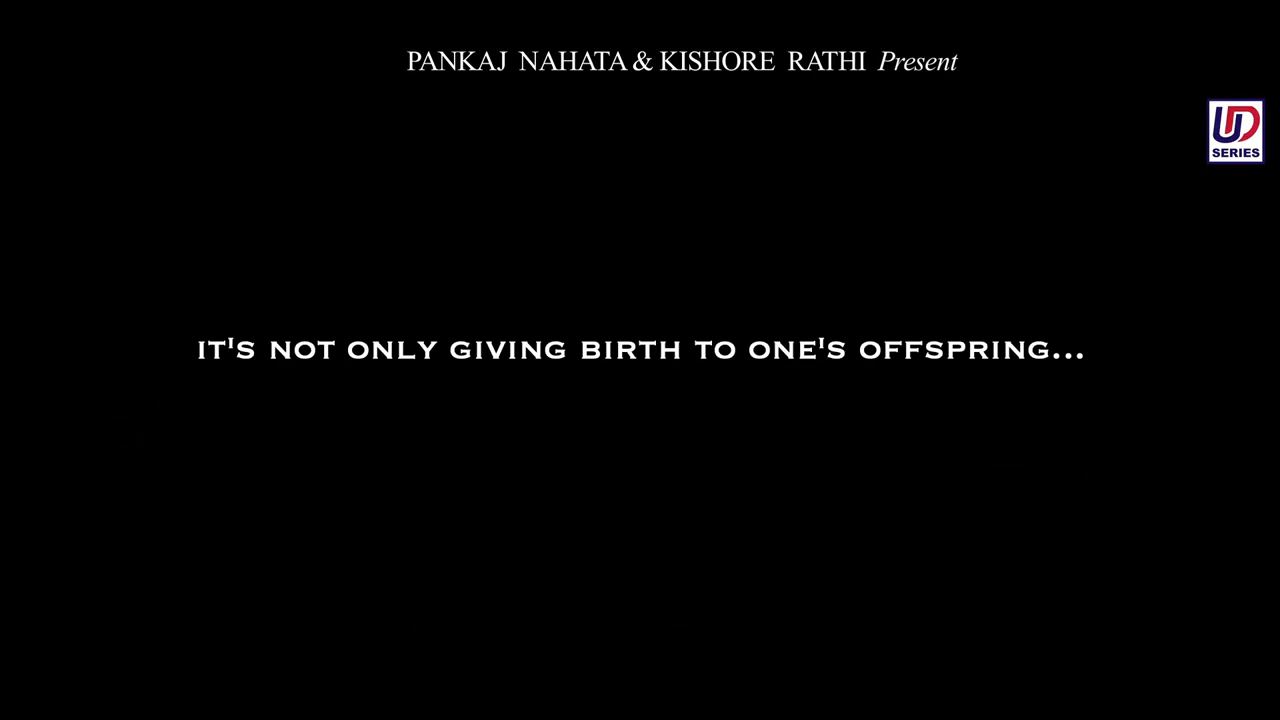 PANKAJ NAHATA & KISHORE RATHI Present
UD
SERIES
IT'S NOT ONLY GIVING BIRTH TO ONE'S OFFSPRING...